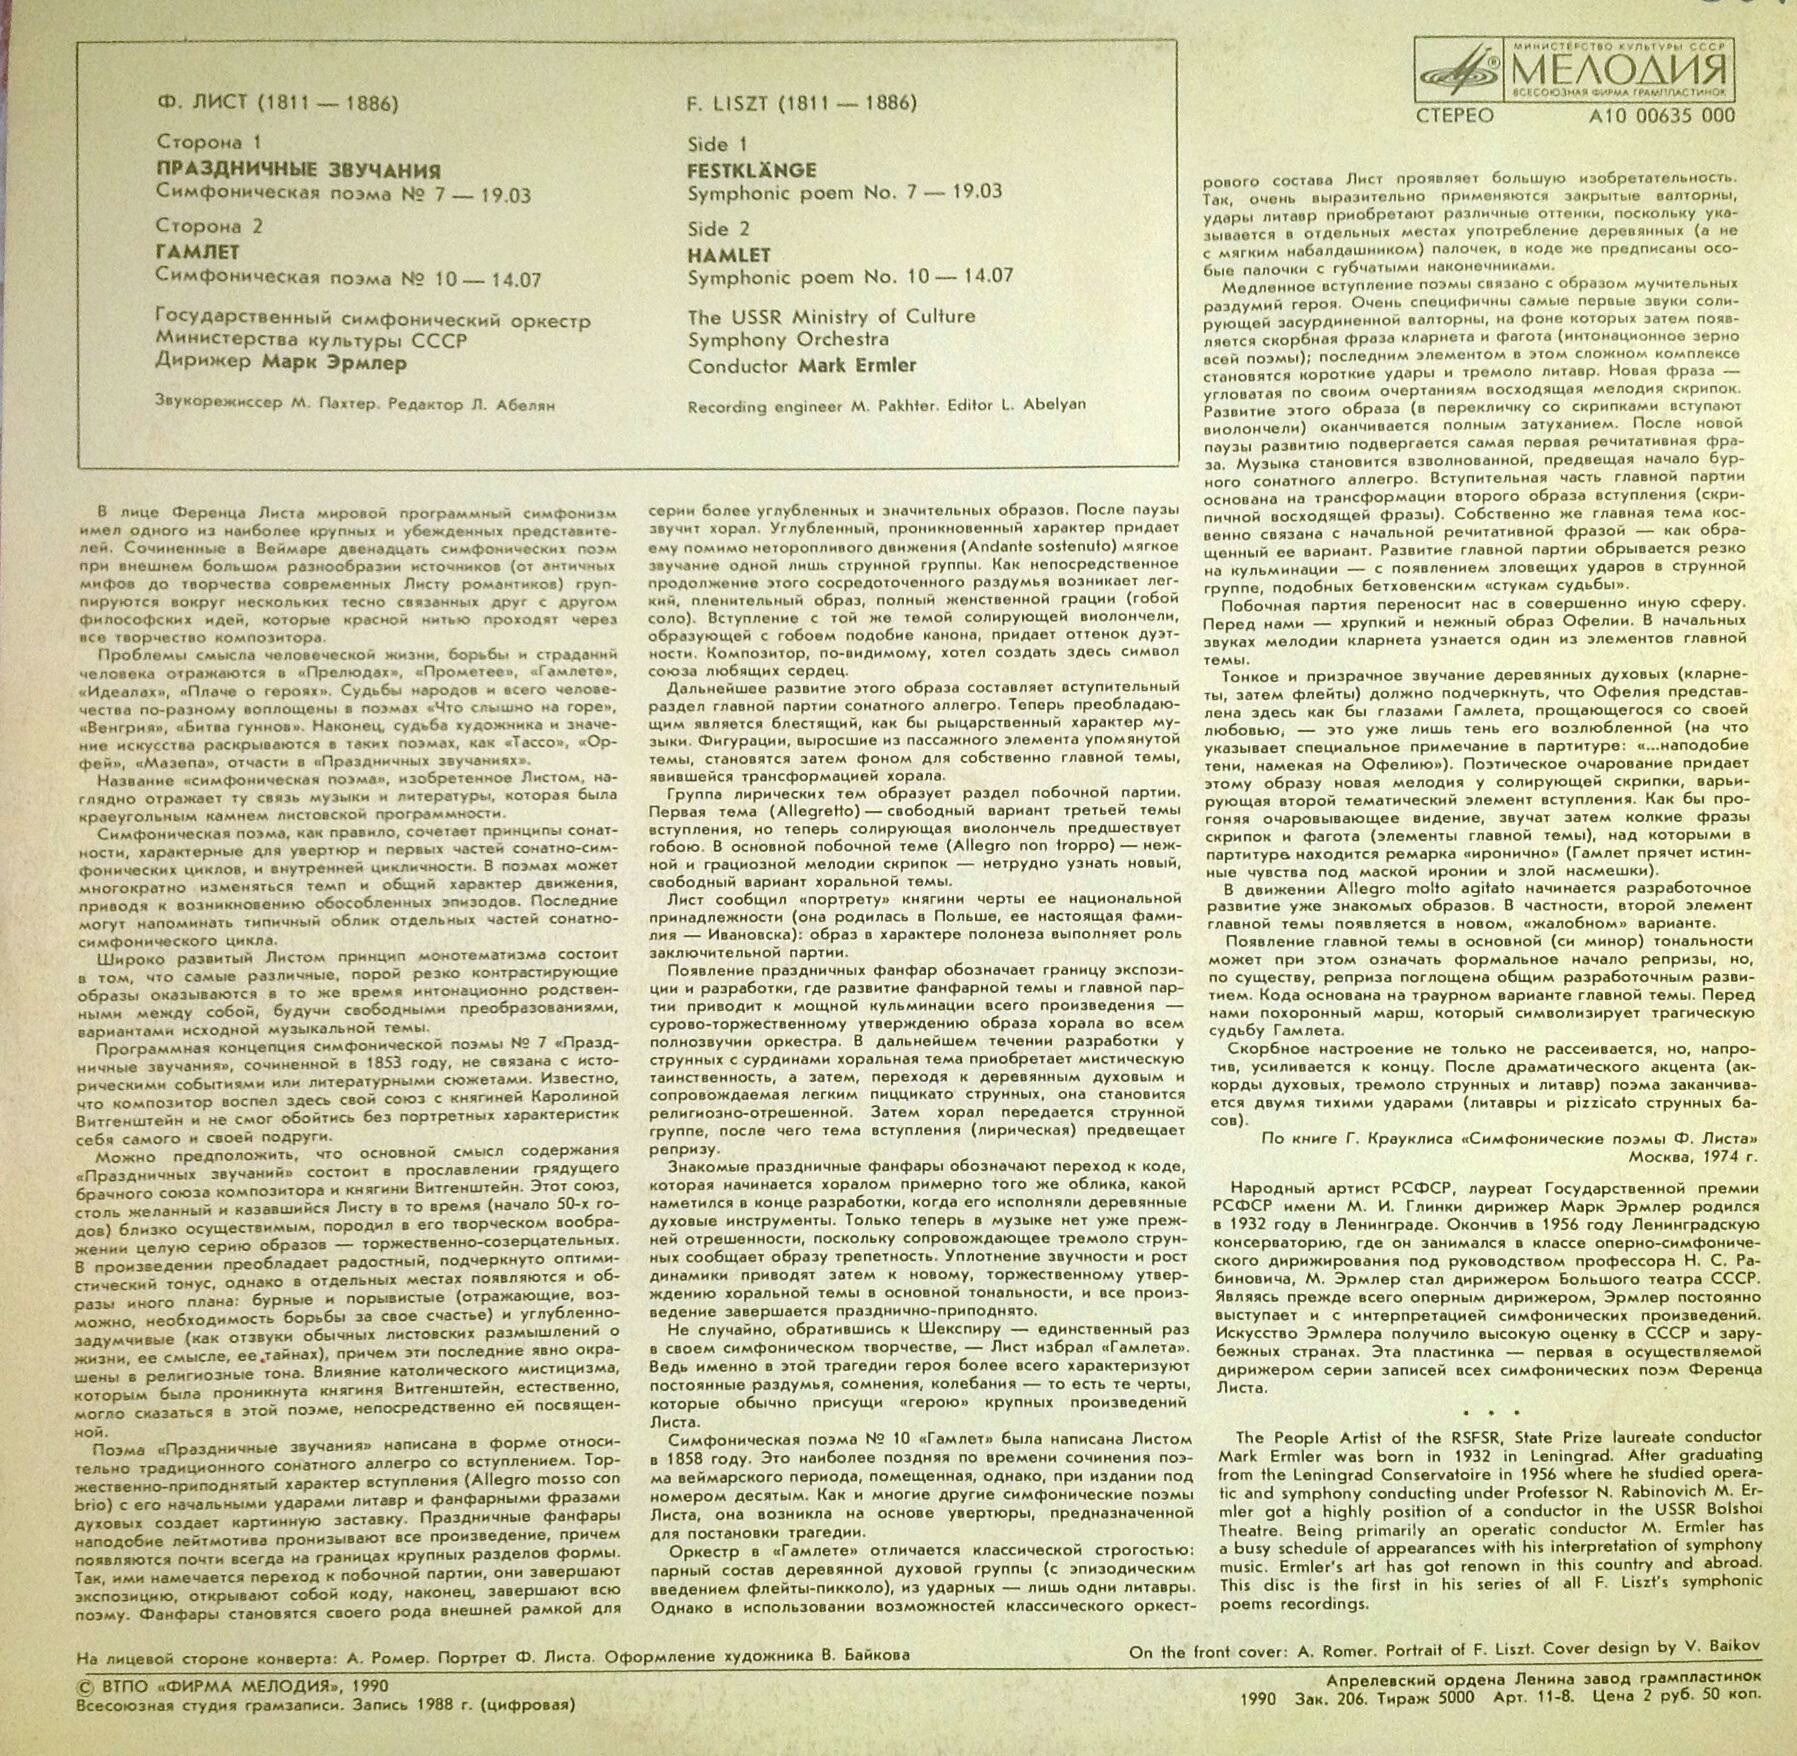 Ф. ЛИСТ (1811 — 1886)
Сторона 1
ПРАЗДНИЧНЫЕ ЗВУЧАНИЯ
Симфоническая поэма № 7 — 19.03
Сторона 2
ГАМЛЕТ
Симфоническая поэма № 10 — 14.07
Государственный симфонический оркестр
Министерства культуры СССР
Дирижер Марк Эрмлер
Звукорежиссер М. Пахтер. Редактор Л. Абелян
F. LISZT (1811 — 1886)
Side 1
FESTKLÄNGE
Symphonic poem No. 7 — 19.03
Side 2
HAMLET
Symphonic poem No. 10 — 14.07
The USSR Ministry of Culture
Symphony Orchestra
Conductor Mark Ermler
Recording engineer M. Pakhter. Editor L. Abelyan
МИНИСТЕРСТВО КУЛЬТУРЫ СССР
МЕЛОДИЯ
ВСЕСОЮЗНАЯ ФИРМА ГРАМПЛАСТИНОК
СТЕРЕО А10 00635 000
В лице Ференца Листа мировой программный симфонизм
имел одного из наиболее крупных и убежденных представите-
лей. Сочиненные в Веймаре двенадцать симфонических поэм
при внешнем большом разнообразии источников (от античных
мифов до творчества современных Листу романтиков) груп-
пируются вокруг нескольких тесно связанных друг с другом
философских идей, которые красной нитью проходят через
все творчество композитора.
Проблемы смысла человеческой жизни, борьбы и страданий
человека отражаются в «Прелюдах», «Прометее», «Гамлете»,
«Идеалах», «Плаче о героях». Судьбы народов и всего челове-
чества по-разному воплощены в поэмах «Что слышно на горе»,
«Венгрия», «Битва гуннов». Наконец, судьба художника и значе-
ние искусства раскрываются в таких поэмах, как «Тассо», «Ор-
фей», «Мазепа», отчасти в «Праздничных звучаниях».
Название «симфоническая поэма», изобретенное Листом, на-
глядно отражает ту связь музыки и литературы, которая была
краеугольным камнем листовской программности.
Симфоническая поэма, как правило, сочетает принципы сонат-
ности, характерные для увертюр и первых частей сонатно-сим-
фонических циклов, и внутренней цикличности. В поэмах может
многократно изменяться темп и общий характер движения,
приводя к возникновению обособленных эпизодов. Последние
могут напоминать типичный облик отдельных частей сонатно-
симфонического цикла.
Широко развитый Листом принцип монотематизма состоит
в том, что самые различные, порой резко контрастирующие
образы оказываются в то же время интонационно родствен-
ными между собой, будучи свободными преобразованиями,
вариантами исходной музыкальной темы.
Программная концепция симфонической поэмы № 7 «Празд-
ничные звучания», сочиненной в 1853 году, не связана с исто-
рическими событиями или литературными сюжетами. Известно,
что композитор воспел здесь свой союз с княгиней Каролиной
Витгенштейн и не смог обойтись без портретных характеристик
себя самого и своей подруги.
Можно предположить, что основной смысл содержания
«Праздничных звучаний» состоит в прославлении грядущего
брачного союза композитора и княгини Витгенштейн. Этот союз,
столь желанный и казавшийся Листу в то время (начало 50-х го-
дов) близко осуществимым, породил в его творческом вообра-
жении целую серию образов — торжественно-созерцательных.
В произведении преобладает радостный, подчеркнуто оптими-
стический тонус, однако в отдельных местах появляются и об-
разы иного плана: бурные и порывистые (отражающие, воз-
можно, необходимость борьбы за свое счастье) и углубленно-
задумчивые (как отзвуки обычных листовских размышлений о
жизни, ее смысле, ее тайнах), причем эти последние явно окра-
шены в религиозные тона. Влияние католического мистицизма,
которым была проникнута княгиня Витгенштейн, естественно,
могло сказаться в этой поэме, непосредственно ей посвящен-
ной.
Поэма «Праздничные звучания» написана в форме относи-
тельно традиционного сонатного аллегро со вступлением. Тор-
жественно-приподнятый характер вступления (Allegro mosso con
brio) с его начальными ударами литавр и фанфарными фразами
духовых создает картинную заставку. Праздничные фанфары
наподобие лейтмотива пронизывают все произведение, причем
появляются почти всегда на границах крупных разделов формы.
Так, ими намечается переход к побочной партии, они завершают
экспозицию, открывают собой коду, наконец, завершают всю
поэму. Фанфары становятся своего рода внешней рамкой для
серии более углубленных и значительных образов. После паузы
звучит хорал. Углубленный, проникновенный характер придает
ему помимо неторопливого движения (Andante sostenuto) мягкое
звучание одной лишь струнной группы. Как непосредственное
продолжение этого сосредоточенного раздумья возникает лег-
кий, пленительный образ, полный женственной грации (гобой
соло). Вступление с той же темой солирующей виолончели,
образующей с гобоем подобие канона, придает оттенок дуэт-
ности. Композитор, по-видимому, хотел создать здесь символ
союза любящих сердец.
Дальнейшее развитие этого образа составляет вступительный
раздел главной партии сонатного аллегро. Теперь преобладаю-
щим является блестящий, как бы рыцарственный характер му-
зыки. Фигурации, выросшие из пассажного элемента упомянутой
темы, становятся затем фоном для собственно главной темы,
явившейся трансформацией хорала.
Группа лирических тем образует раздел побочной партии.
Первая тема (Allegretto) — свободный вариант третьей темы
вступления, но теперь солирующая виолончель предшествует
гобою. В основной побочной теме (Allegro non troppo) — неж-
ной и грациозной мелодии скрипок — нетрудно узнать новый,
свободный вариант хоральной темы.
Лист сообщил «портрету» княгини черты ее национальной
принадлежности (она родилась в Польше, ее настоящая фами-
лия — Ивановска): образ в характере полонеза выполняет роль
заключительной партии.
Появление праздничных фанфар обозначает границу экспози-
ции и разработки, где развитие фанфарной темы и главной пар-
тии приводит к мощной кульминации всего произведения —
сурово-торжественному утверждению образа хорала во всем
полнозвучии оркестра. В дальнейшем течении разработки у
струнных с сурдинами хоральная тема приобретает мистическую
таинственность, а затем, переходя к деревянным духовым и
сопровождаемая легким пиццикато струнных, она становится
религиозно-отрешенной. Затем хорал передается струнной
группе, после чего тема вступления (лирическая) предвещает
репризу.
Знакомые праздничные фанфары обозначают переход к коде,
которая начинается хоралом примерно того же облика, какой
наметился в конце разработки, когда его исполняли деревянные
духовые инструменты. Только теперь в музыке нет уже преж-
ней отрешенности, поскольку сопровождающее тремоло струн-
ных сообщает образу трепетность. Уплотнение звучности и рост
динамики приводят затем к новому, торжественному утвер-
ждению хоральной темы в основной тональности, и все произ-
ведение завершается празднично-приподнято.
Не случайно, обратившись к Шекспиру — единственный раз
в своем симфоническом творчестве, — Лист избрал «Гамлета».
Ведь именно в этой трагедии героя более всего характеризуют
постоянные раздумья, сомнения, колебания — то есть те черты,
которые обычно присущи «герою» крупных произведений
Листа.
Симфоническая поэма № 10 «Гамлет» была написана Листом
в 1858 году. Это наиболее поздняя по времени сочинения поэ-
ма веймарского периода, помещенная, однако, при издании под
номером десятым. Как и многие другие симфонические поэмы
Листа, она возникла на основе увертюры, предназначенной
для постановки трагедии.
Оркестр в «Гамлете» отличается классической строгостью:
парный состав деревянной духовой группы (с эпизодическим
введением флейты-пикколо), из ударных — лишь одни литавры.
Однако в использовании возможностей классического оркест-
рового состава Лист проявляет большую изобретательность.
Так, очень выразительно применяются закрытые валторны,
удары литавр приобретают различные оттенки, поскольку ука-
зывается в отдельных местах употребление деревянных (а не
с мягким набалдашником) палочек, в коде же предписаны осо-
бые палочки с губчатыми наконечниками.
Медленное вступление поэмы связано с образом мучительных
раздумий героя. Очень специфичны самые первые звуки соли-
рующей засурдиненной валторны, на фоне которых затем появ-
ляется скорбная фраза кларнета и фагота (интонационное зерно
всей поэмы); последним элементом в этом сложном комплексе
становятся короткие удары и тремоло литавр. Новая фраза —
угловатая по своим очертаниям восходящая мелодия скрипок.
Развитие этого образа (в перекличку со скрипками вступают
виолончели) оканчивается полным затуханием. После новой
паузы развитию подвергается самая первая речитативная фра-
за. Музыка становится взволнованной, предвещая начало бур-
ного сонатного аллегро. Вступительная часть главной партии
основана на трансформации второго образа вступления (скри-
пичной восходящей фразы). Собственно же главная тема кос-
венно связана с начальной речитативной фразой — как обра-
щенный ее вариант. Развитие главной партии обрывается резко
на кульминации — с появлением зловещих ударов в струнной
группе, подобных бетховенским «стукам судьбы».
Побочная партия переносит нас в совершенно иную сферу.
Перед нами — хрупкий и нежный образ Офелии. В начальных
звуках мелодии кларнета узнается один из элементов главной
темы.
Тонкое и призрачное звучание деревянных духовых (кларне-
ты, затем флейты) должно подчеркнуть, что Офелия представ-
лена здесь как бы глазами Гамлета, прощающегося со своей
любовью, — это уже лишь тень его возлюбленной (на что
указывает специальное примечание в партитуре: «...наподобие
тени, намекая на Офелию»). Поэтическое очарование придает
этому образу новая мелодия у солирующей скрипки, варьи-
рующая второй тематический элемент вступления. Как бы про-
гоняя очаровывающее видение, звучат затем колкие фразы
скрипок и фагота (элементы главной темы), над которыми в
партитуре находится ремарка «иронично» (Гамлет прячет истин-
ные чувства под маской иронии и злой насмешки).
В движении Allegro molto agitato начинается разработочное
развитие уже знакомых образов. В частности, второй элемент
главной темы появляется в новом, «жалобном» варианте.
Появление главной темы в основной (си минор) тональности
может при этом означать формальное начало репризы, но,
по существу, реприза поглощена общим разработочным разви-
тием. Кода основана на траурном варианте главной темы. Перед
нами похоронный марш, который символизирует трагическую
судьбу Гамлета.
Скорбное настроение не только не рассеивается, но, напро-
тив, усиливается к концу. После драматического акцента (ак-
корды духовых, тремоло струнных и литавр) поэма заканчива-
ется двумя тихими ударами (литавры и pizzicato струнных ба-
сов).
По книге Г. Крауклиса «Симфонические поэмы Ф. Листа»
Москва, 1974 г.
Народный артист РСФСР, лауреат Государственной премии
РСФСР имени М. И. Глинки дирижер Марк Эрмлер родился
в 1932 году в Ленинграде. Окончив в 1956 году Ленинградскую
консерваторию, где он занимался в классе оперно-симфониче-
ского дирижирования под руководством профессора Н. С. Ра-
биновича, М. Эрмлер стал дирижером Большого театра СССР.
Являясь прежде всего оперным дирижером, Эрмлер постоянно
выступает и с интерпретацией симфонических произведений.
Искусство Эрмлера получило высокую оценку в СССР и зару-
бежных странах. Эта пластинка — первая в осуществляемой
дирижером серии записей всех симфонических поэм Ференца
Листа.
• • •
The People Artist of the RSFSR, State Prize laureate conductor
Mark Ermler was born in 1932 in Leningrad. After graduating
from the Leningrad Conservatoire in 1956 where he studied opera-
tic and symphony conducting under Professor N. Rabinovich M. Er-
mler got a highly position of a conductor in the USSR Bolshoi
Theatre. Being primarily an operatic conductor M. Ermler has
a busy schedule of appearances with his interpretation of symphony
music. Ermler's art has got renown in this country and abroad.
This disc is the first in his series of all F. Liszt's symphonic
poems recordings.
На лицевой стороне конверта: А. Ромер. Портрет Ф. Листа. Оформление художника В. Байкова
On the front cover: A. Romer. Portrait of F. Liszt. Cover design by V. Baikov
© ВТПО «ФИРМА МЕЛОДИЯ», 1990
Всесоюзная студия грамзаписи. Запись 1988 г. (цифровая)
Апрелевский ордена Ленина завод грампластинок
1990 Зак. 206. Тираж 5000 Арт. 11-8. Цена 2 руб. 50 коп.